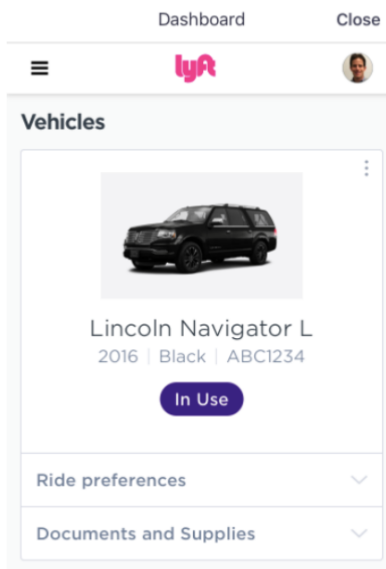 Dashboard Close
lyft
Vehicles
Lincoln Navigator L
2016 | Black | ABC1234
In Use
Ride preferences
Documents and Supplies